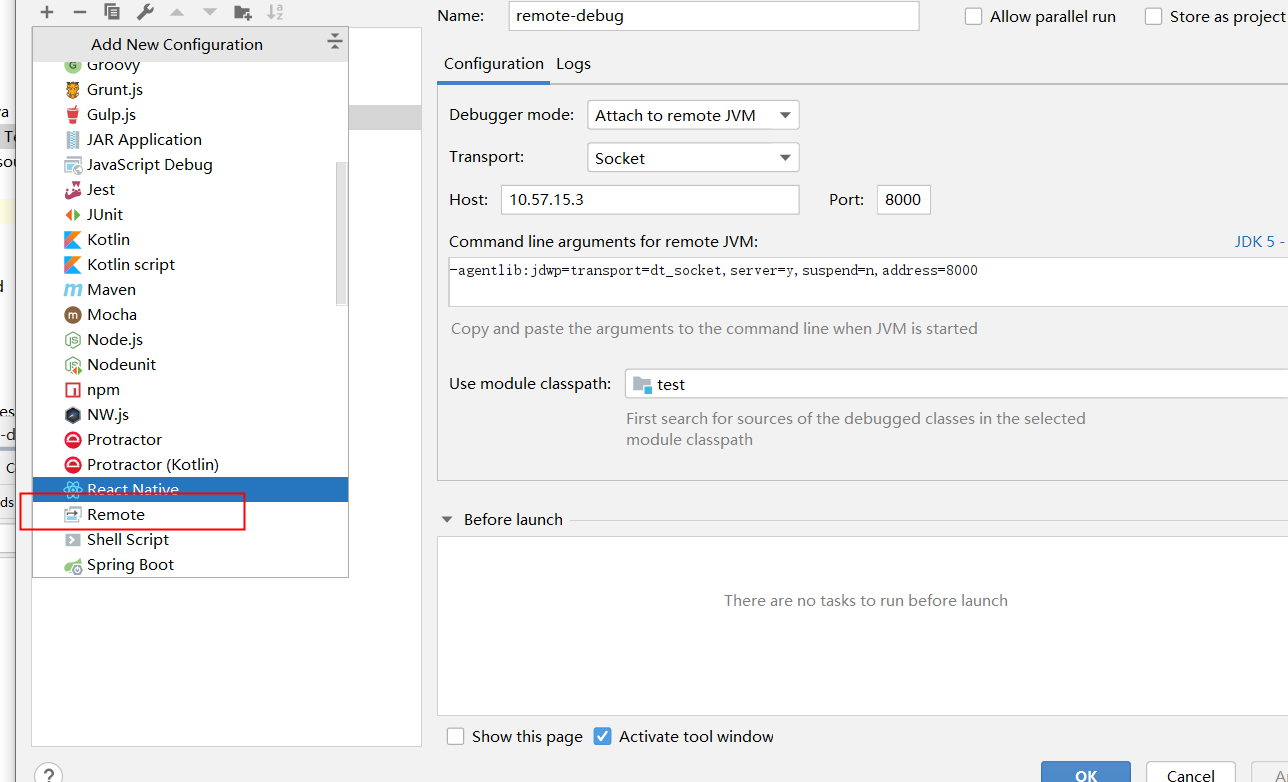 Name: remote-debug Allow parallel run Store as project
Add New Configuration
Groovy
Grunt.js
Gulp.js
JAR Application
JavaScript Debug
Jest
JUnit
Kotlin
Kotlin script
Maven
Mocha
Node.js
Nodeunit
npm
NW.js
Protractor
Protractor (Kotlin)
React Native
Remote
Shell Script
Spring Boot
Configuration Logs
Debugger mode: Attach to remote JVM
Transport: Socket
Host: 10.57.15.3 Port: 8000
Command line arguments for remote JVM: JDK 5 -
-agentlib:jdwp=transport=dt_socket,server=y,suspend=n,address=8000
Copy and paste the arguments to the command line when JVM is started
Use module classpath: test
First search for sources of the debugged classes in the selected
module classpath
Before launch
There are no tasks to run before launch
Show this page Activate tool window
? OK Cancel